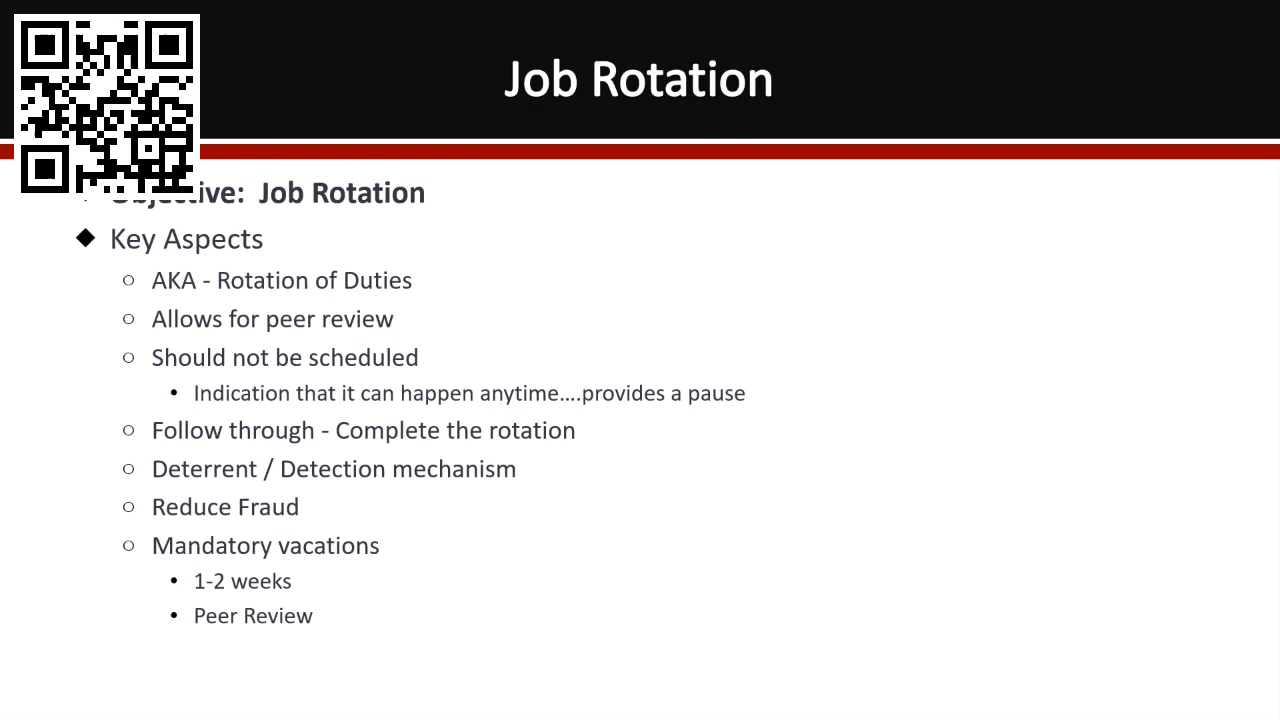 Job Rotation
Objective: Job Rotation
Key Aspects
AKA - Rotation of Duties
Allows for peer review
Should not be scheduled
Indication that it can happen anytime....provides a pause
Follow through - Complete the rotation
Deterrent / Detection mechanism
Reduce Fraud
Mandatory vacations
1-2 weeks
Peer Review